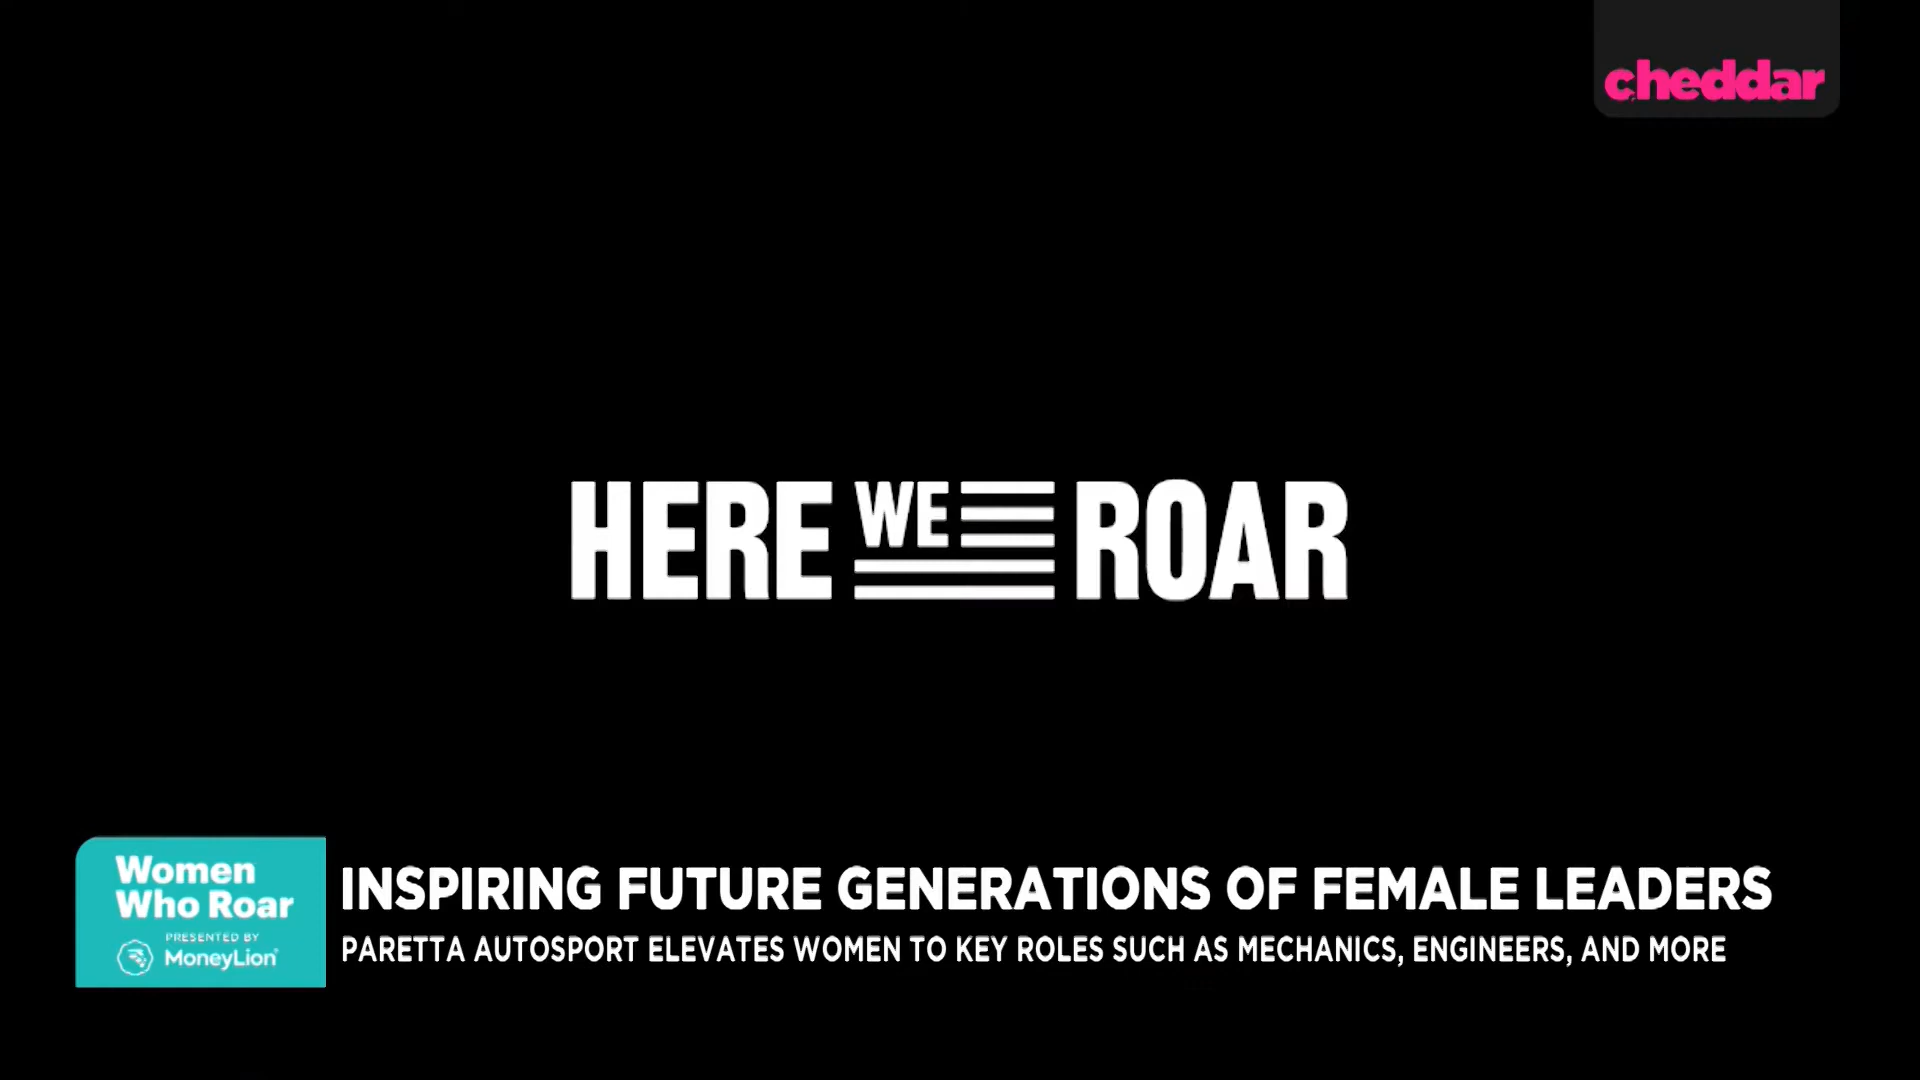 cheddar
HERE WE ROAR
Women
Who Roar
PRESENTED BY
MoneyLion
INSPIRING FUTURE GENERATIONS OF FEMALE LEADERS
PARETTA AUTOSPORT ELEVATES WOMEN TO KEY ROLES SUCH AS MECHANICS, ENGINEERS, AND MORE